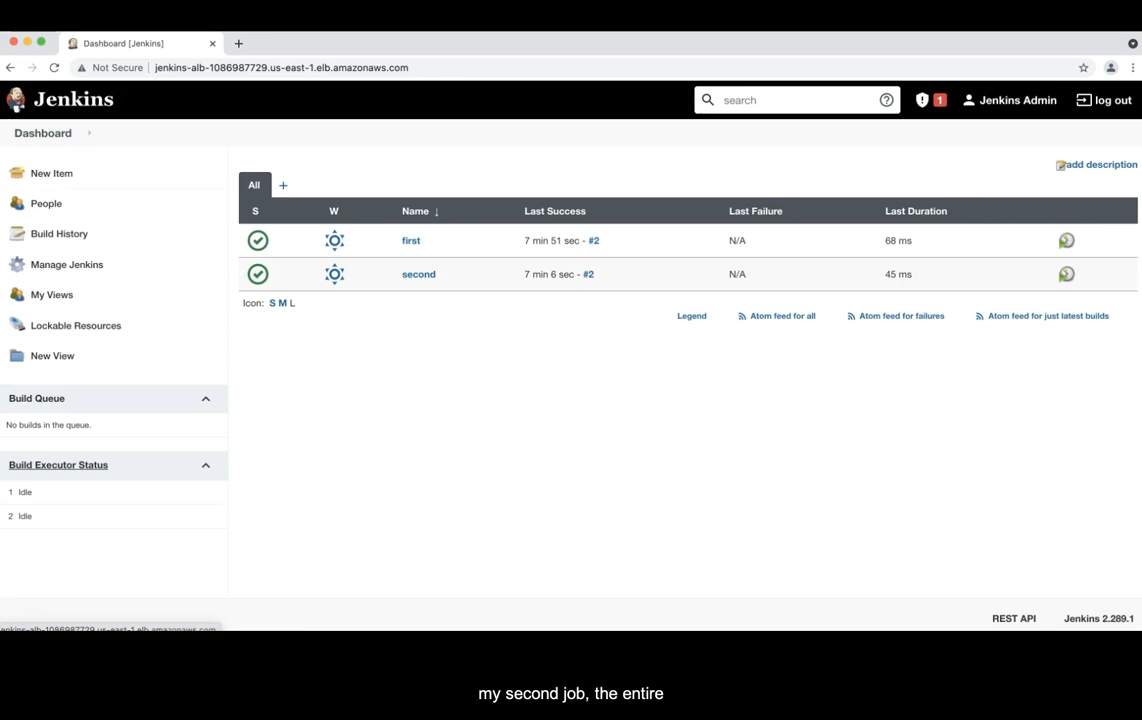 Dashboard [Jenkins]
Not Secure jenkins-alb-1086987729.us-east-1.elb.amazonaws.com
Jenkins search 1 Jenkins Admin log out
Dashboard
New Item
People
Build History
Manage Jenkins
My Views
Lockable Resources
New View
Build Queue
No builds in the queue.
Build Executor Status
1 Idle
2 Idle
add description
All +
S W Name ↓ Last Success Last Failure Last Duration
first 7 min 51 sec - #2 N/A 68 ms
second 7 min 6 sec - #2 N/A 45 ms
Icon: S M L
Legend Atom feed for all Atom feed for failures Atom feed for just latest builds
REST API Jenkins 2.289.1
enkins-alb-1086987729.us-east-1.elb.amazonaws.com
my second job, the entire